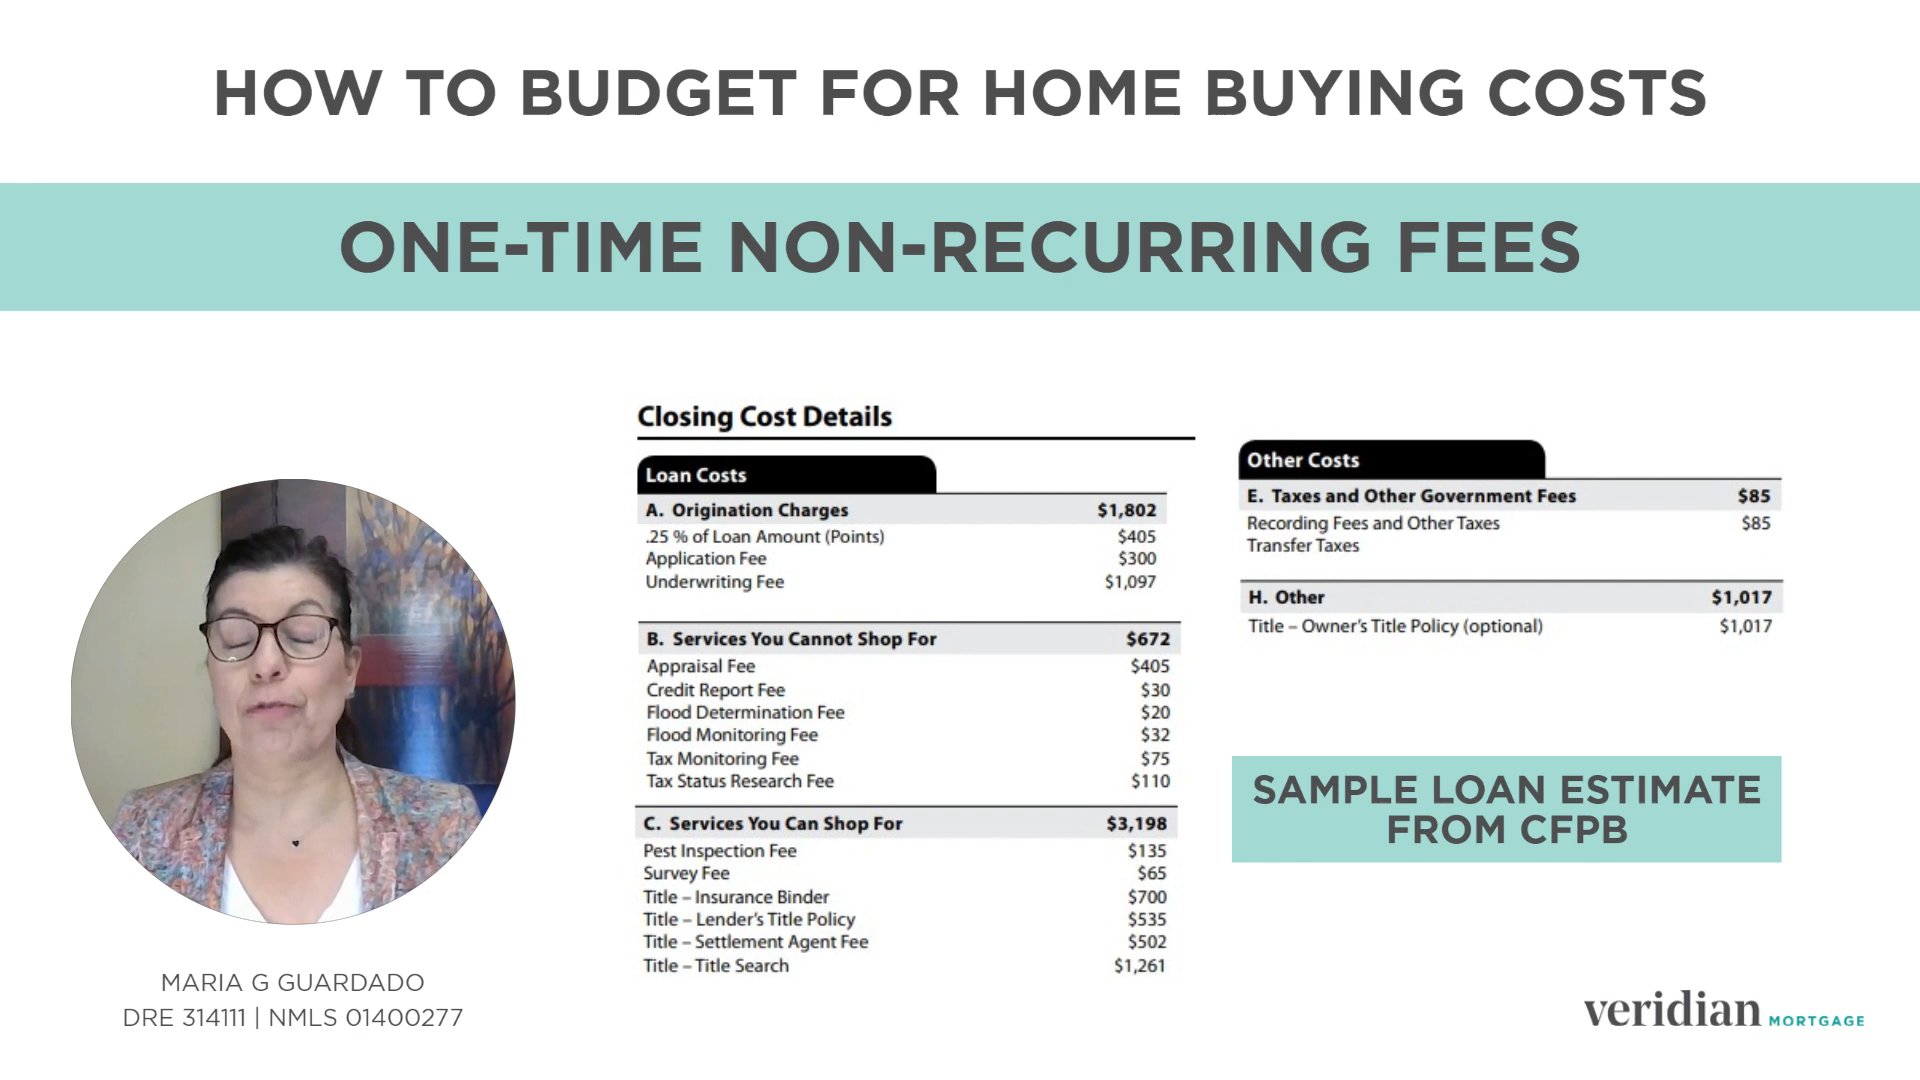 HOW TO BUDGET FOR HOME BUYING COSTS
ONE-TIME NON-RECURRING FEES
Closing Cost Details
Loan Costs
A. Origination Charges $1,802
.25 % of Loan Amount (Points) $405
Application Fee $300
Underwriting Fee $1,097
B. Services You Cannot Shop For $672
Appraisal Fee $405
Credit Report Fee $30
Flood Determination Fee $20
Flood Monitoring Fee $32
Tax Monitoring Fee $75
Tax Status Research Fee $110
C. Services You Can Shop For $3,198
Pest Inspection Fee $135
Survey Fee $65
Title – Insurance Binder $700
Title – Lender's Title Policy $535
Title – Settlement Agent Fee $502
Title – Title Search $1,261
Other Costs
E. Taxes and Other Government Fees $85
Recording Fees and Other Taxes $85
Transfer Taxes
H. Other $1,017
Title – Owner's Title Policy (optional) $1,017
SAMPLE LOAN ESTIMATE
FROM CFPB
MARIA G GUARDADO
DRE 314111 | NMLS 01400277
veridian MORTGAGE